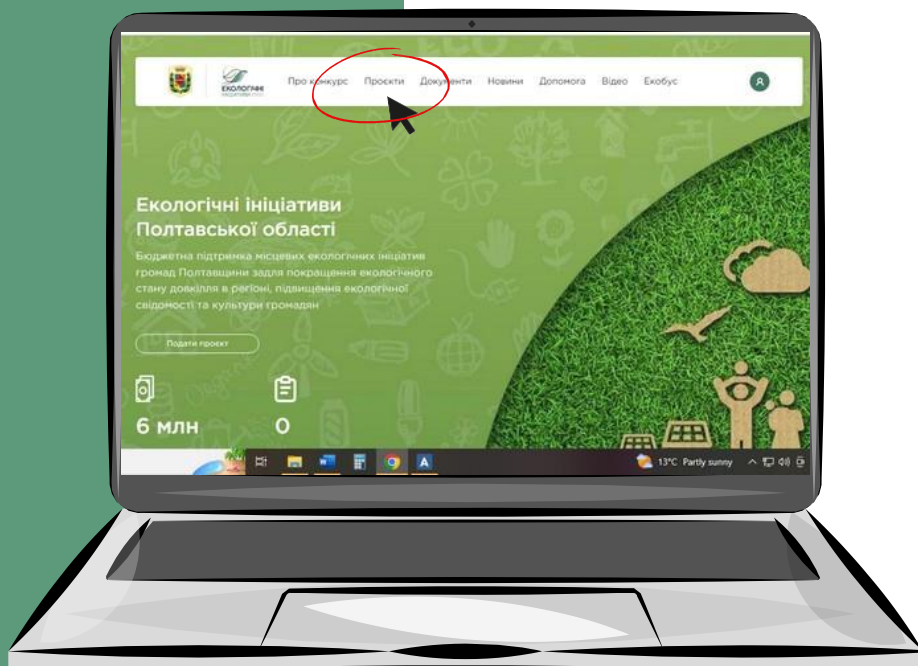 ЕКОЛОГІЧНІ
Про конкурс Проєкти Документи Новини Допомога Відео Екобус
Екологічні ініціативи
Полтавської області
Бюджетна підтримка місцевих екологічних ініціатив
громад Полтавщини задля покращення екологічного
стану довкілля в регіоні, підвищення екологічної
свідомості та культури громадян
Подати проєкт
6 млн 0
13°C Partly sunny